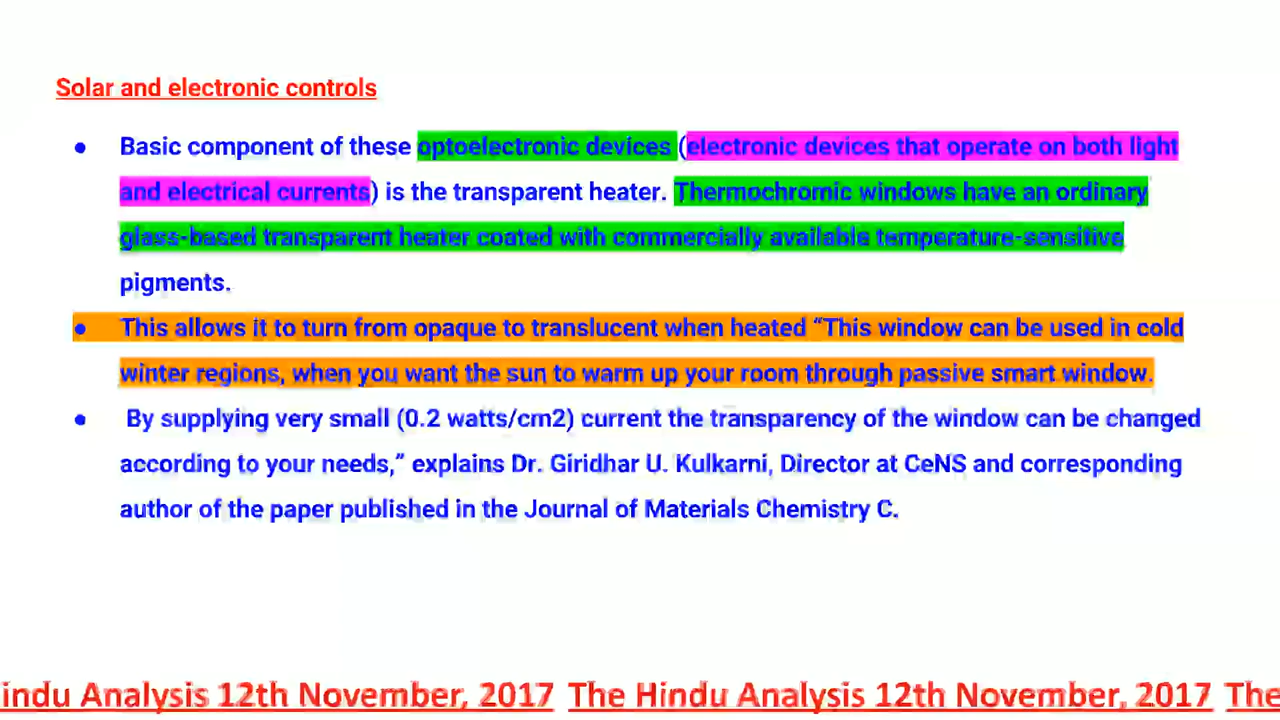 Solar and electronic controls
● Basic component of these optoelectronic devices (electronic devices that operate on both light
and electrical currents) is the transparent heater. Thermochromic windows have an ordinary
glass-based transparent heater coated with commercially available temperature-sensitive
pigments.
● This allows it to turn from opaque to translucent when heated “This window can be used in cold
winter regions, when you want the sun to warm up your room through passive smart window.
● By supplying very small (0.2 watts/cm2) current the transparency of the window can be changed
according to your needs,” explains Dr. Giridhar U. Kulkarni, Director at CeNS and corresponding
author of the paper published in the Journal of Materials Chemistry C.
indu Analysis 12th November, 2017 The Hindu Analysis 12th November, 2017 The